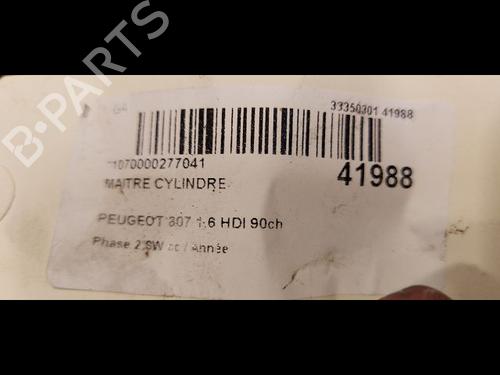 33350301 41988
*1070000277041
41988
MAITRE CYLINDRE
PEUGEOT 307 1.6 HDI 90ch
Phase 2 SW Année
B-PARTS